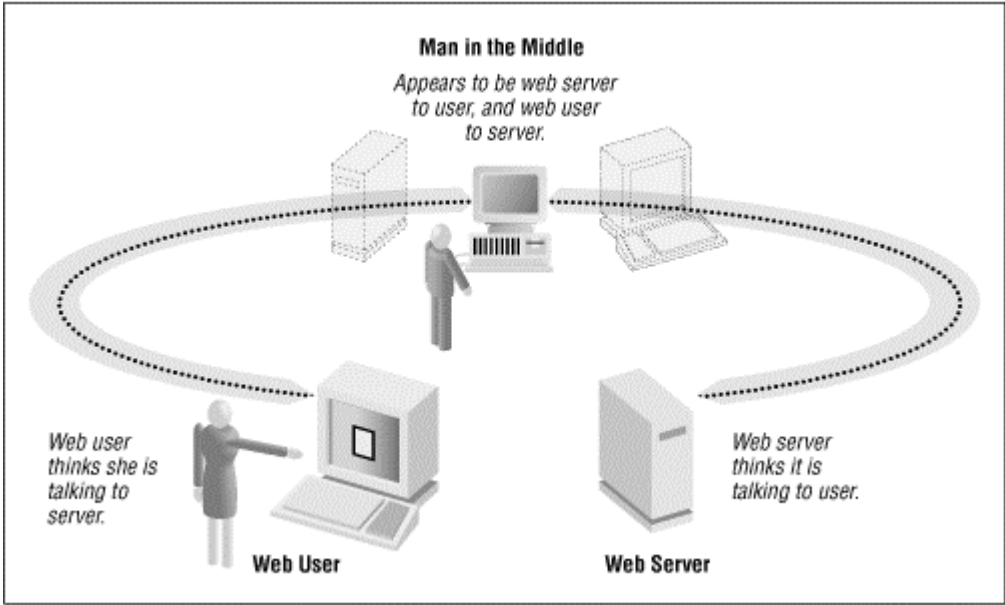 Man in the Middle
Appears to be web server
to user, and web user
to server.
Web user
thinks she is
talking to
server.
Web server
thinks it is
talking to user.
Web User
Web Server